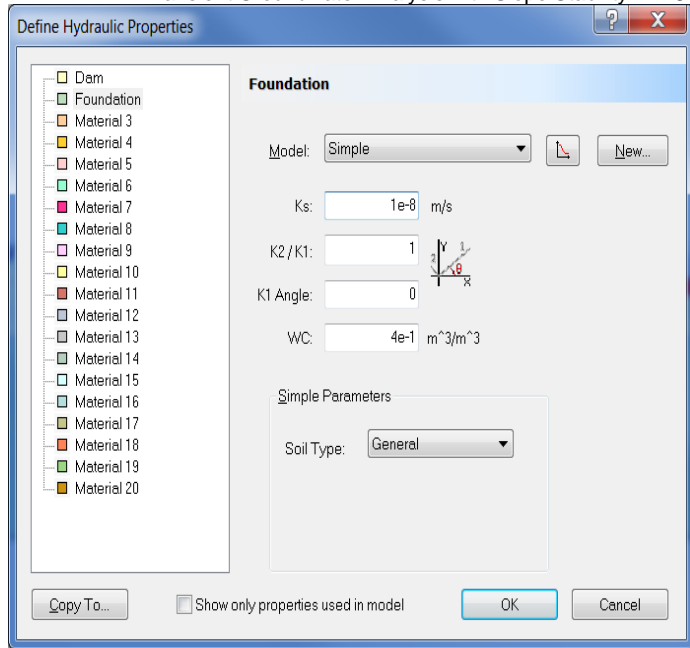 Define Hydraulic Properties
? X
Dam
Foundation
Material 3
Material 4
Material 5
Material 6
Material 7
Material 8
Material 9
Material 10
Material 11
Material 12
Material 13
Material 14
Material 15
Material 16
Material 17
Material 18
Material 19
Material 20
Foundation
Model: Simple New...
Ks: 1e-8 m/s
K2 / K1: 1
Y 1
2 θ
X
K1 Angle: 0
WC: 4e-1 m^3/m^3
Simple Parameters
Soil Type: General
Copy To... Show only properties used in model OK Cancel